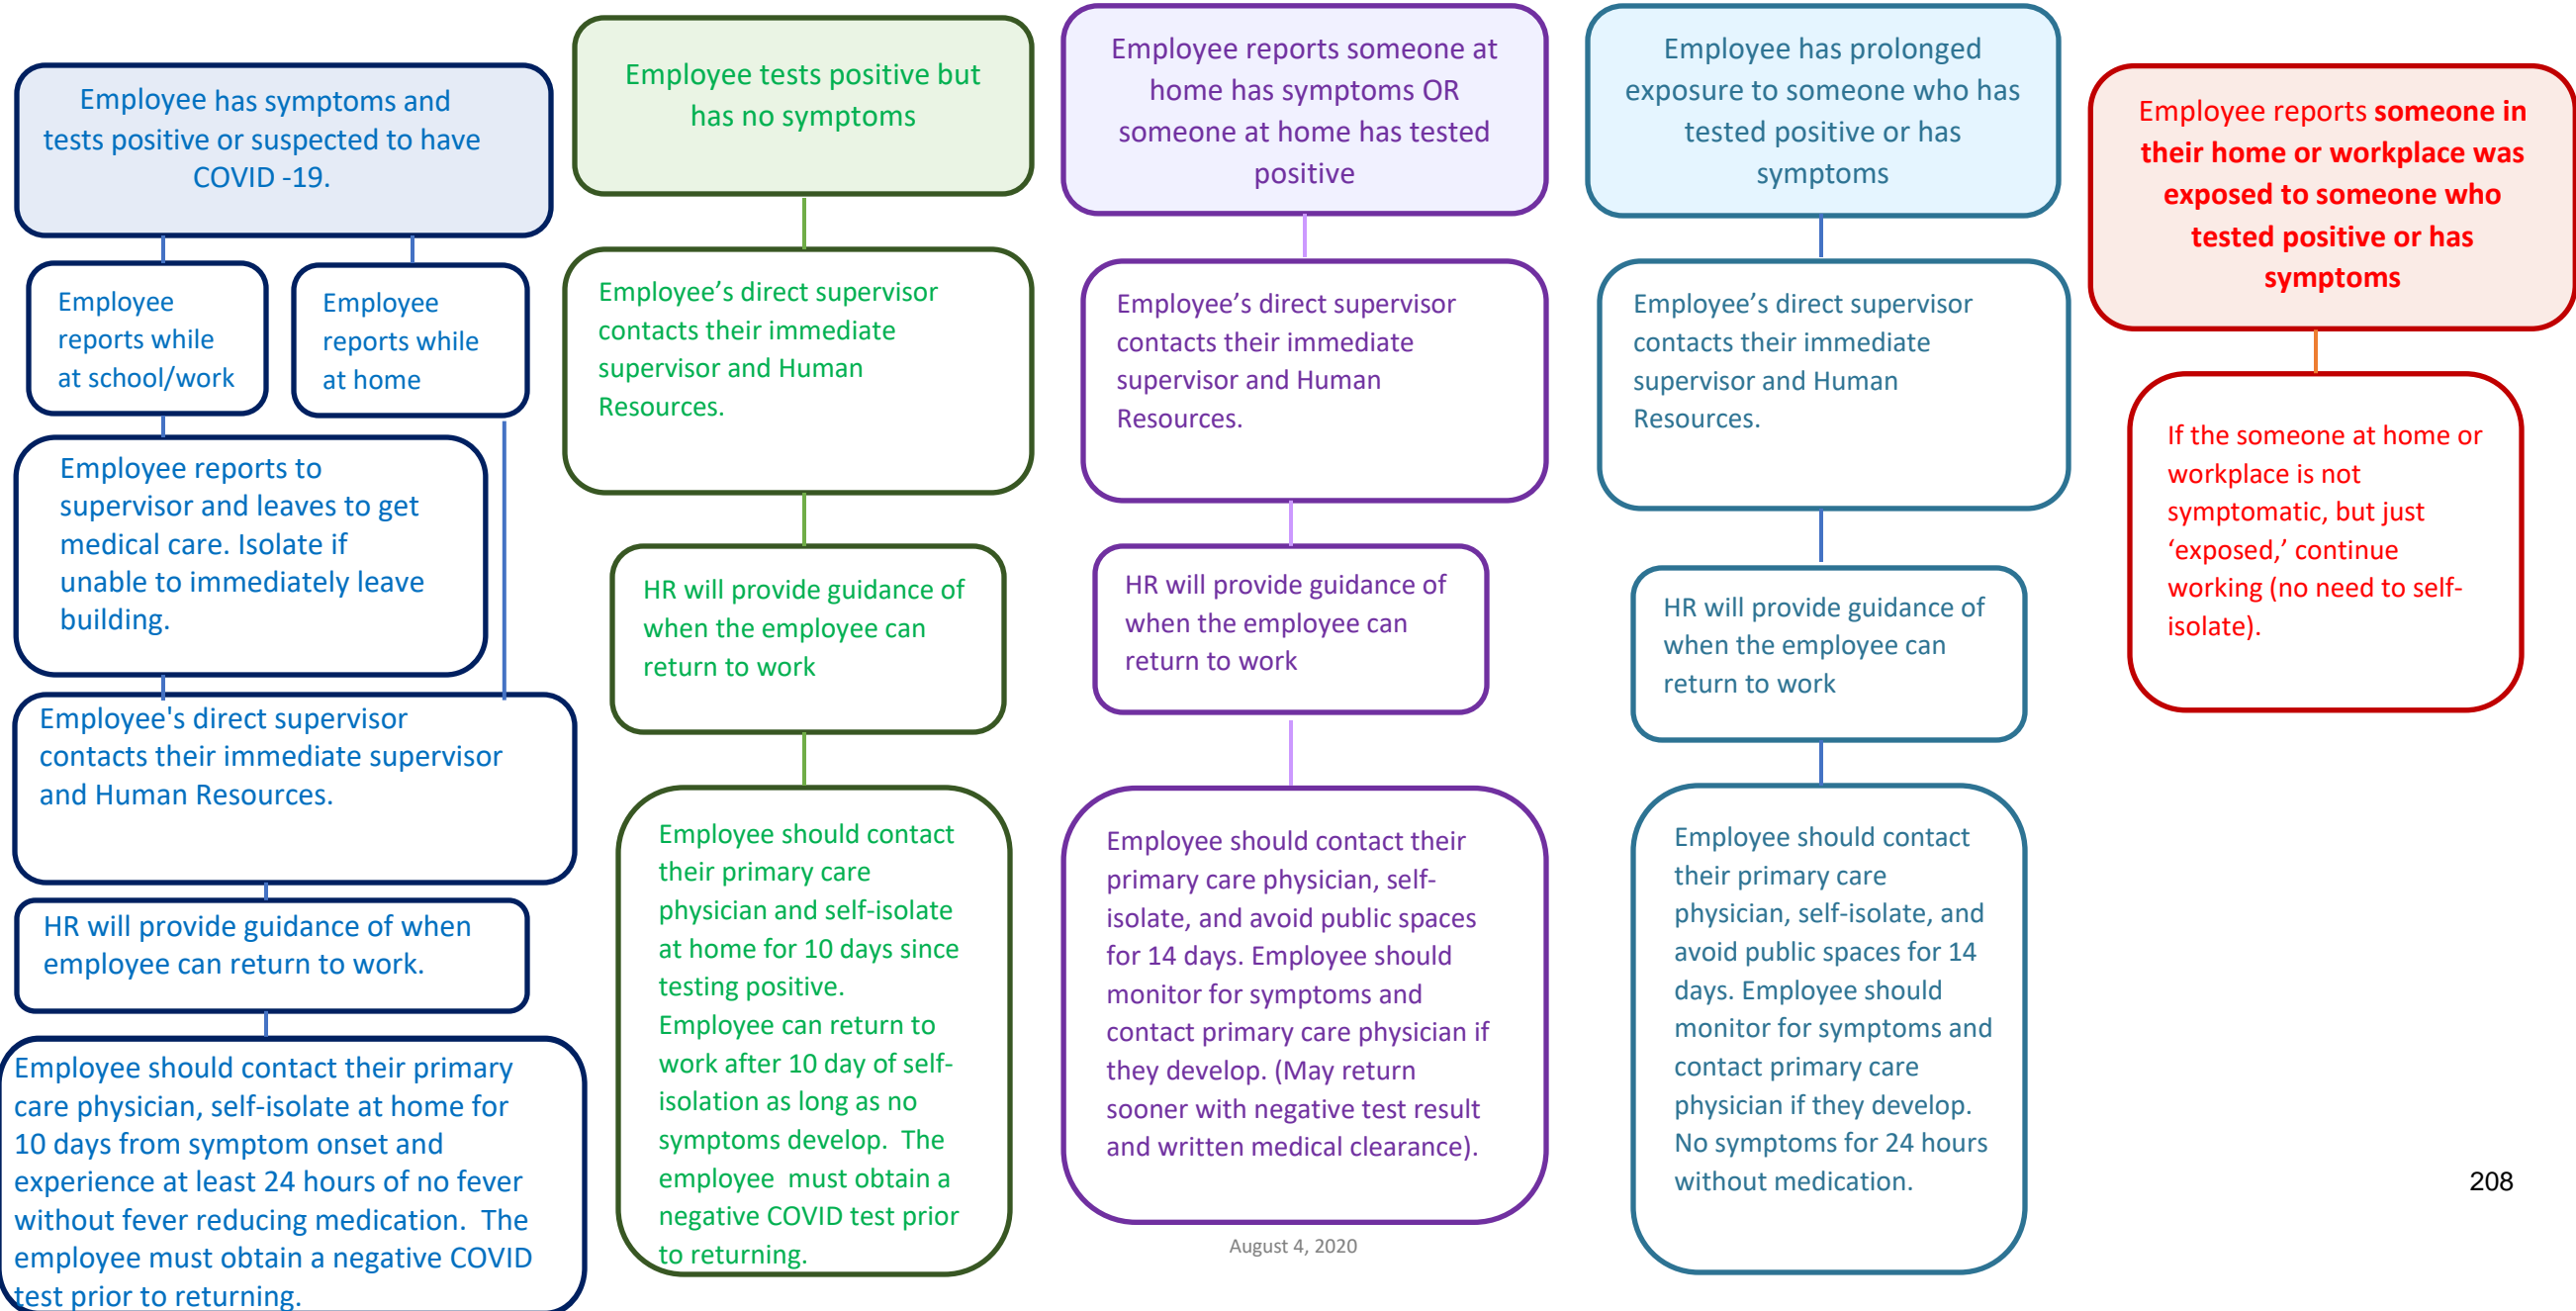 Employee has symptoms and
tests positive or suspected to have
COVID -19.
Employee
reports while
at school/work
Employee
reports while
at home
Employee reports to
supervisor and leaves to get
medical care. Isolate if
unable to immediately leave
building.
Employee's direct supervisor
contacts their immediate supervisor
and Human Resources.
HR will provide guidance of when
employee can return to work.
Employee should contact their primary
care physician, self-isolate at home for
10 days from symptom onset and
experience at least 24 hours of no fever
without fever reducing medication.  The
employee must obtain a negative COVID
test prior to returning.
Employee tests positive but
has no symptoms
Employee’s direct supervisor
contacts their immediate
supervisor and Human
Resources.
HR will provide guidance of
when the employee can
return to work
Employee should contact
their primary care
physician and self-isolate
at home for 10 days since
testing positive.
Employee can return to
work after 10 day of self-
isolation as long as no
symptoms develop.  The
employee  must obtain a
negative COVID test prior
to returning.
Employee reports someone at
home has symptoms OR
someone at home has tested
positive
Employee’s direct supervisor
contacts their immediate
supervisor and Human
Resources.
HR will provide guidance of
when the employee can
return to work
Employee should contact their
primary care physician, self-
isolate, and avoid public spaces
for 14 days. Employee should
monitor for symptoms and
contact primary care physician if
they develop. (May return
sooner with negative test result
and written medical clearance).
Employee has prolonged
exposure to someone who has
tested positive or has
symptoms
Employee’s direct supervisor
contacts their immediate
supervisor and Human
Resources.
HR will provide guidance of
when the employee can
return to work
Employee should contact
their primary care
physician, self-isolate, and
avoid public spaces for 14
days. Employee should
monitor for symptoms and
contact primary care
physician if they develop.
No symptoms for 24 hours
without medication.
Employee reports someone in
their home or workplace was
exposed to someone who
tested positive or has
symptoms
If the someone at home or
workplace is not
symptomatic, but just
‘exposed,’ continue
working (no need to self-
isolate).
August 4, 2020
208